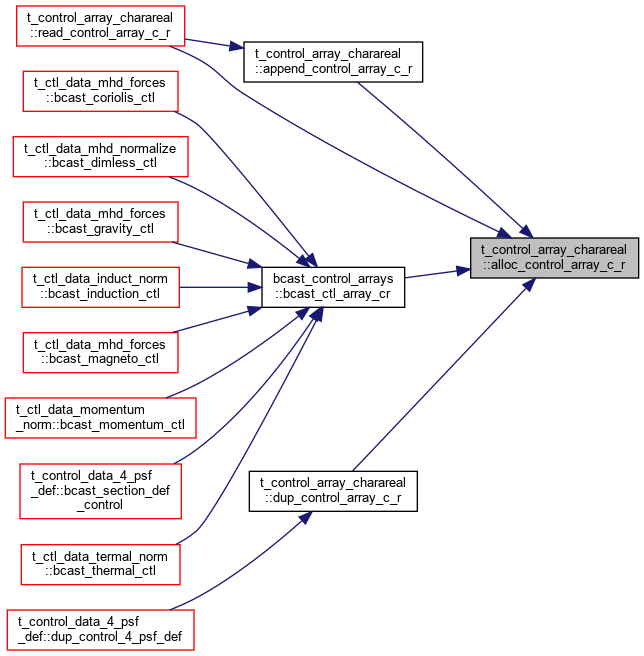 t_control_array_charareal
::read_control_array_c_r
t_control_array_charareal
::append_control_array_c_r
t_ctl_data_mhd_forces
::bcast_coriolis_ctl
t_ctl_data_mhd_normalize
::bcast_dimless_ctl
t_ctl_data_mhd_forces
::bcast_gravity_ctl
t_control_array_charareal
::alloc_control_array_c_r
t_ctl_data_induct_norm
::bcast_induction_ctl
bcast_control_arrays
::bcast_ctl_array_cr
t_ctl_data_mhd_forces
::bcast_magneto_ctl
t_ctl_data_momentum
_norm::bcast_momentum_ctl
t_control_data_4_psf
_def::bcast_section_def
_control
t_control_array_charareal
::dup_control_array_c_r
t_ctl_data_termal_norm
::bcast_thermal_ctl
t_control_data_4_psf
_def::dup_control_4_psf_def